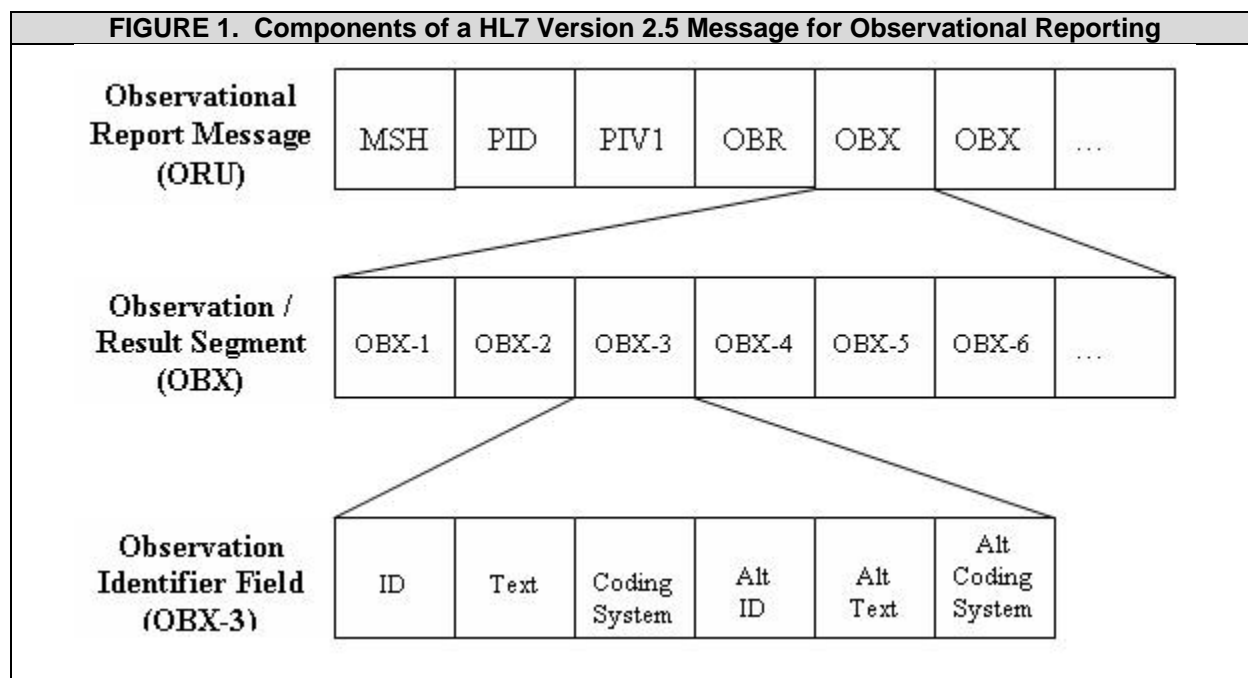 FIGURE 1. Components of a HL7 Version 2.5 Message for Observational Reporting
Observational
Report Message
(ORU)
MSH PID PIV1 OBR OBX OBX ...
Observation /
Result Segment
(OBX)
OBX-1 OBX-2 OBX-3 OBX-4 OBX-5 OBX-6 ...
Observation
Identifier Field
(OBX-3)
ID Text Coding System Alt ID Alt Text Alt Coding System